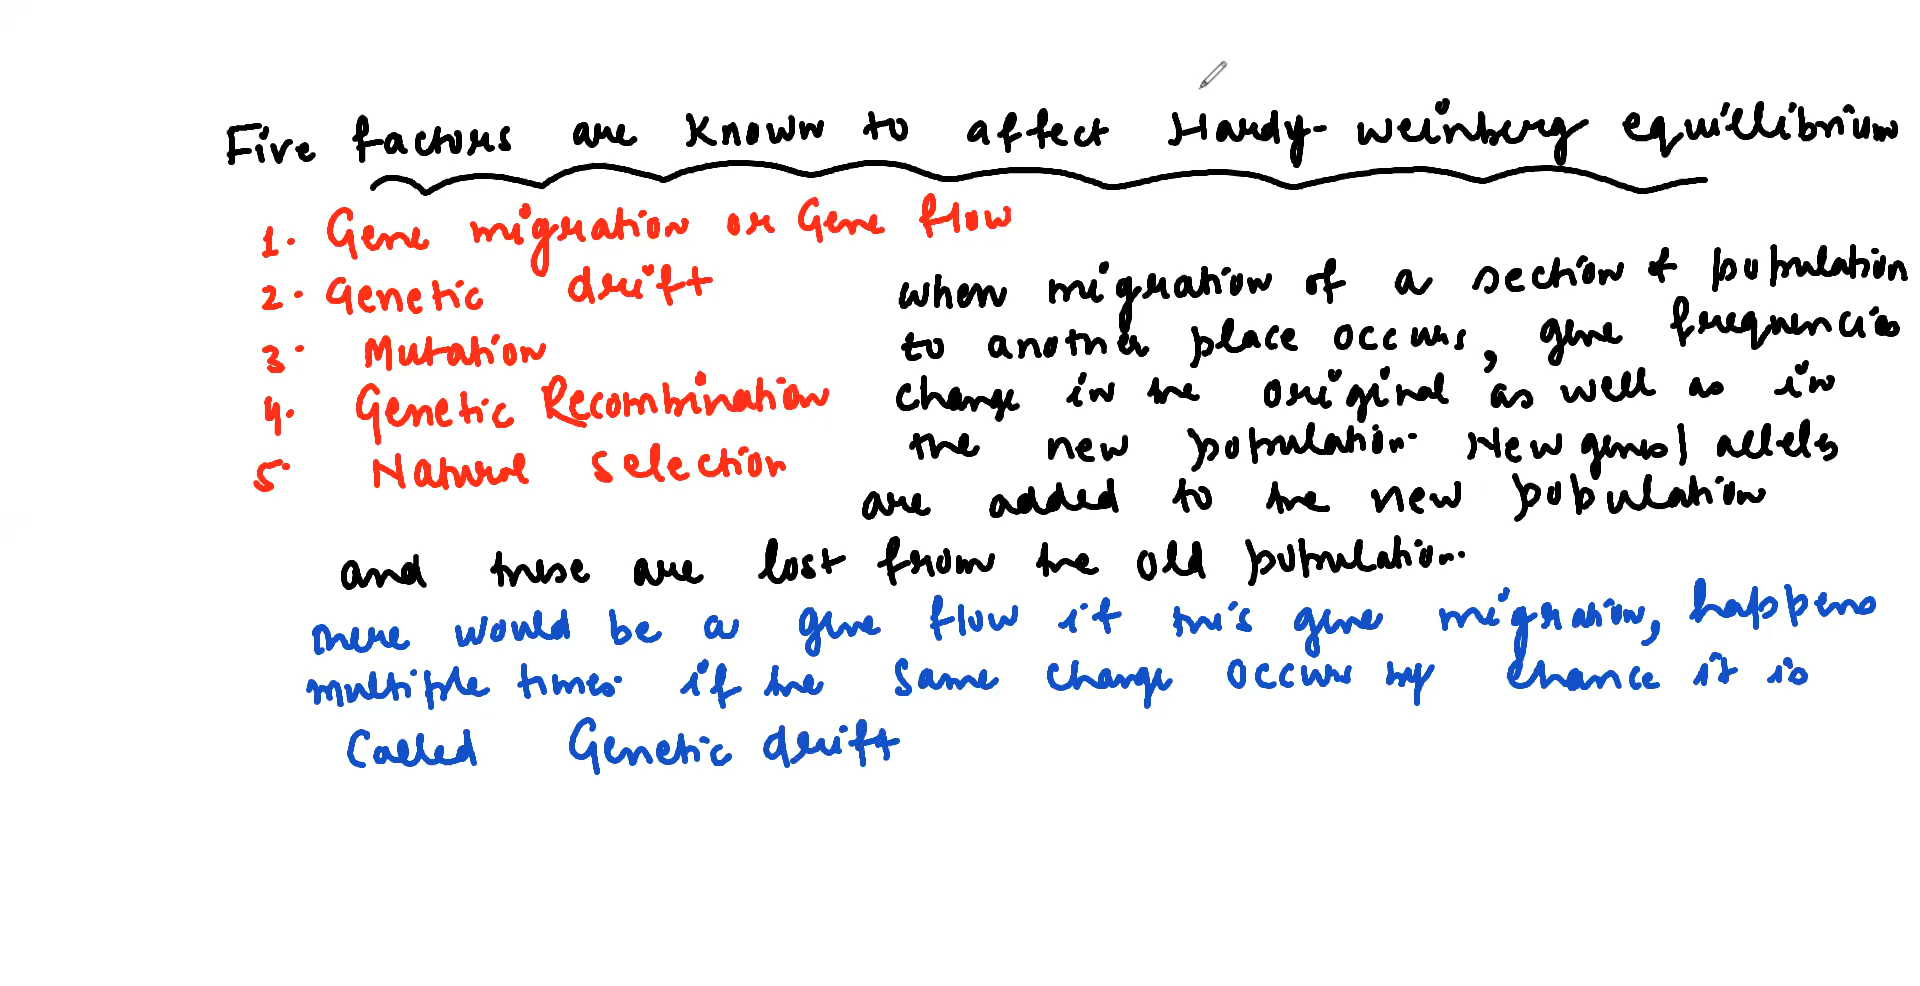 Five factors are known to affect Hardy-weinberg equillibrium
1. Gene migration or Gene flow
2. Genetic drift
3. Mutation
4. Genetic Recombination
5. Natural selection
when migration of a section of population
to another place occurs, gene frequencies
change in the original as well as in
the new population. New genes/ allels
are added to the new population
and these are lost from the old population.
there would be a gene flow if this gene migration, happens
multiple times. if the same change occurs by chance it is
called Genetic drift